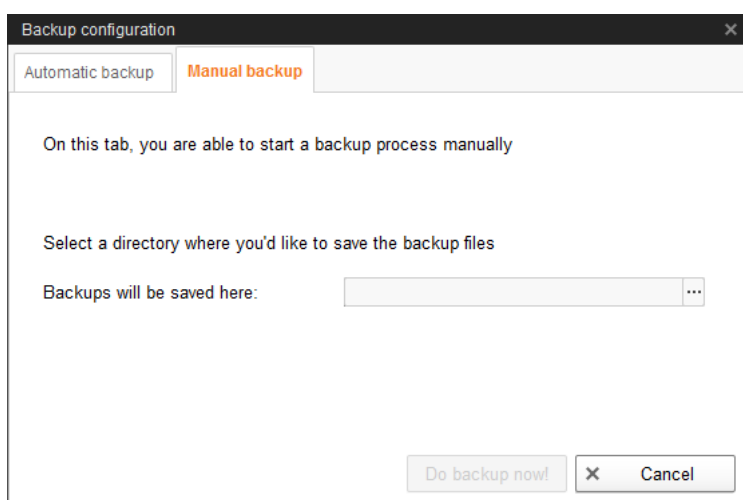 Backup configuration
Automatic backup
Manual backup
On this tab, you are able to start a backup process manually
Select a directory where you'd like to save the backup files
Backups will be saved here:
...
Do backup now!
Cancel